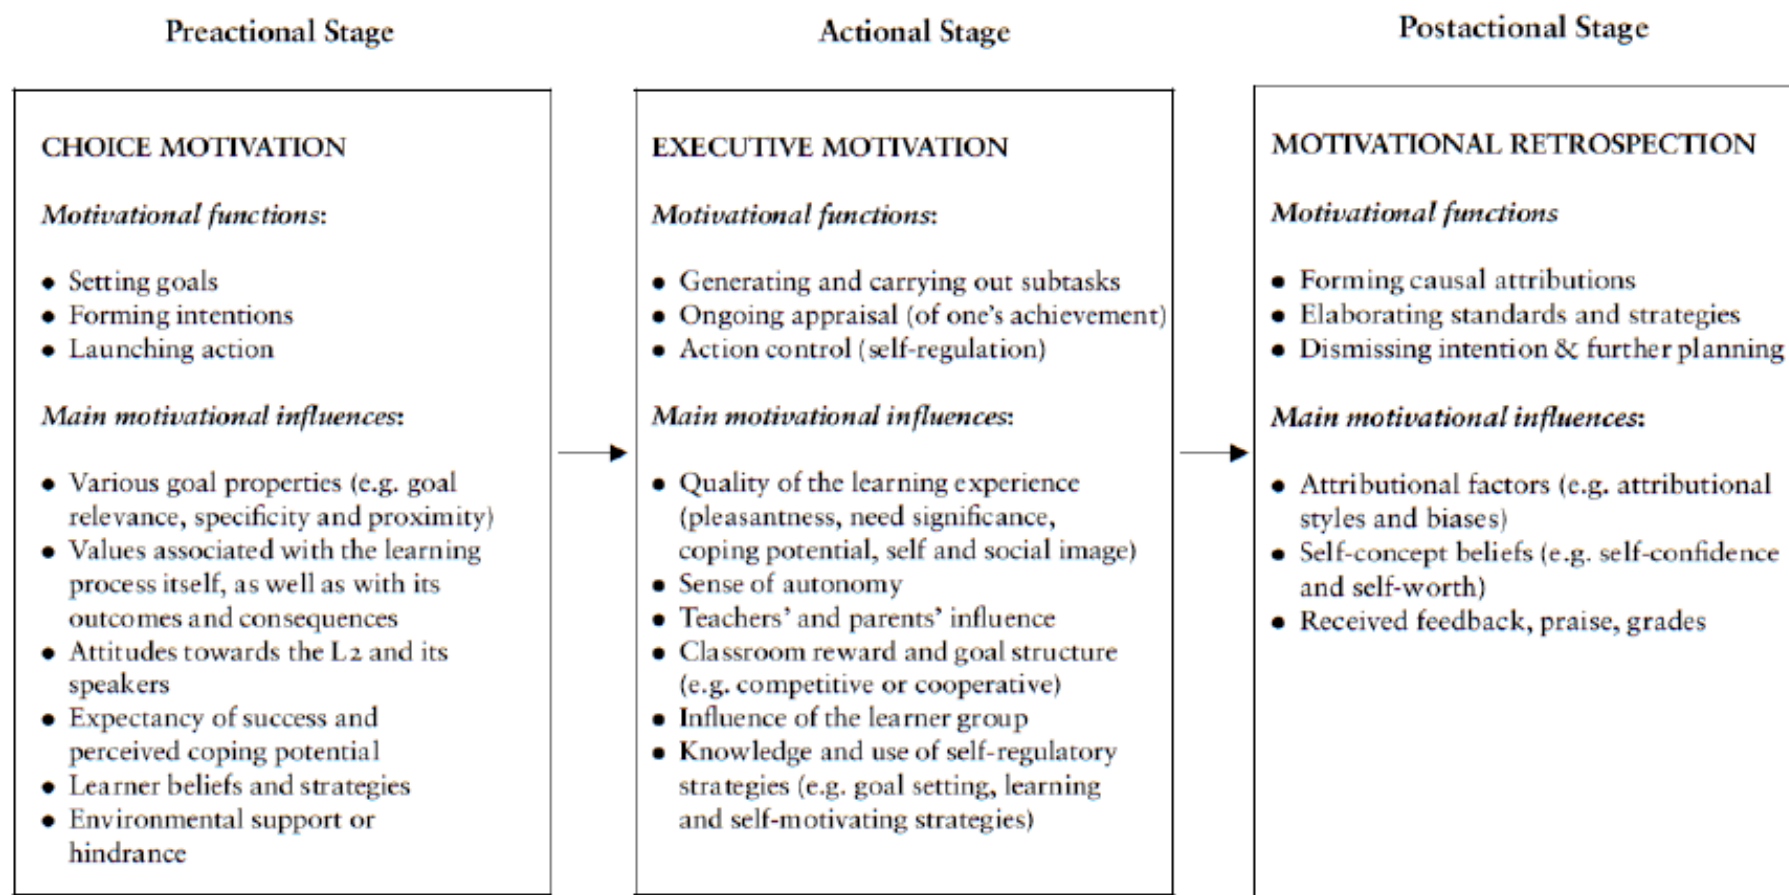 Preactional Stage
Actional Stage
Postactional Stage
CHOICE MOTIVATION
Motivational functions:
● Setting goals
● Forming intentions
● Launching action
Main motivational influences:
● Various goal properties (e.g. goal
relevance, specificity and proximity)
● Values associated with the learning
process itself, as well as with its
outcomes and consequences
● Attitudes towards the L2 and its
speakers
● Expectancy of success and
perceived coping potential
● Learner beliefs and strategies
● Environmental support or
hindrance
EXECUTIVE MOTIVATION
Motivational functions:
● Generating and carrying out subtasks
● Ongoing appraisal (of one's achievement)
● Action control (self-regulation)
Main motivational influences:
● Quality of the learning experience
(pleasantness, need significance,
coping potential, self and social image)
● Sense of autonomy
● Teachers' and parents' influence
● Classroom reward and goal structure
(e.g. competitive or cooperative)
● Influence of the learner group
● Knowledge and use of self-regulatory
strategies (e.g. goal setting, learning
and self-motivating strategies)
MOTIVATIONAL RETROSPECTION
Motivational functions
● Forming causal attributions
● Elaborating standards and strategies
● Dismissing intention & further planning
Main motivational influences:
● Attributional factors (e.g. attributional
styles and biases)
● Self-concept beliefs (e.g. self-confidence
and self-worth)
● Received feedback, praise, grades